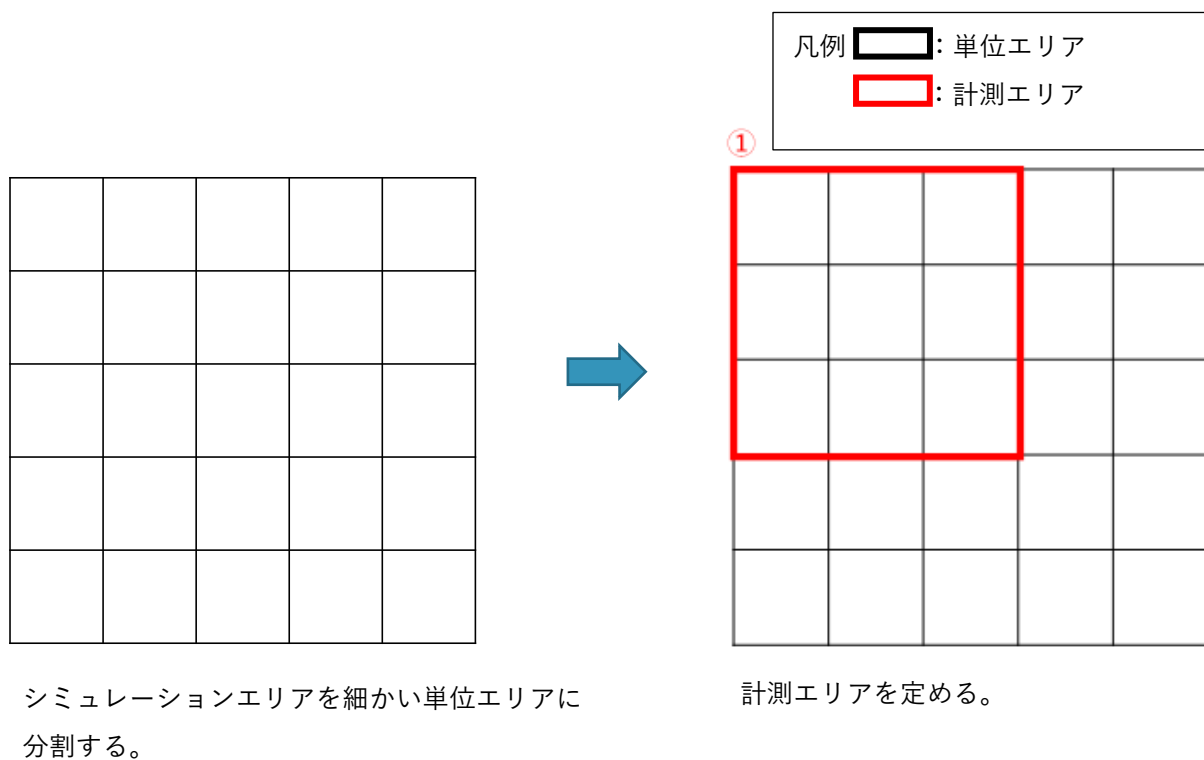 凡例 ：単位エリア
：計測エリア
①
シミュレーションエリアを細かい単位エリアに
分割する。
計測エリアを定める。